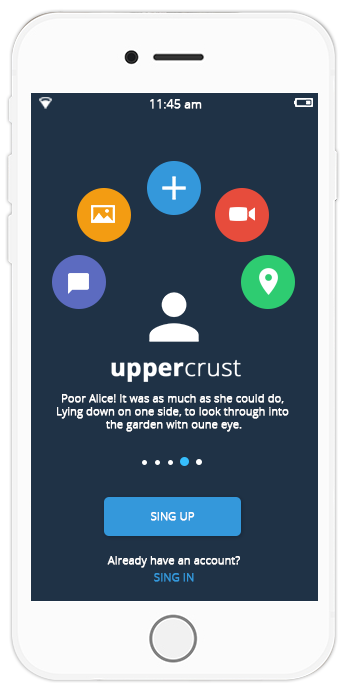 11:45 am
uppercrust
Poor Alice! It was as much as she could do,
Lying down on one side, to look through into
the garden witn oune eye.
SING UP
Already have an account?
SING IN